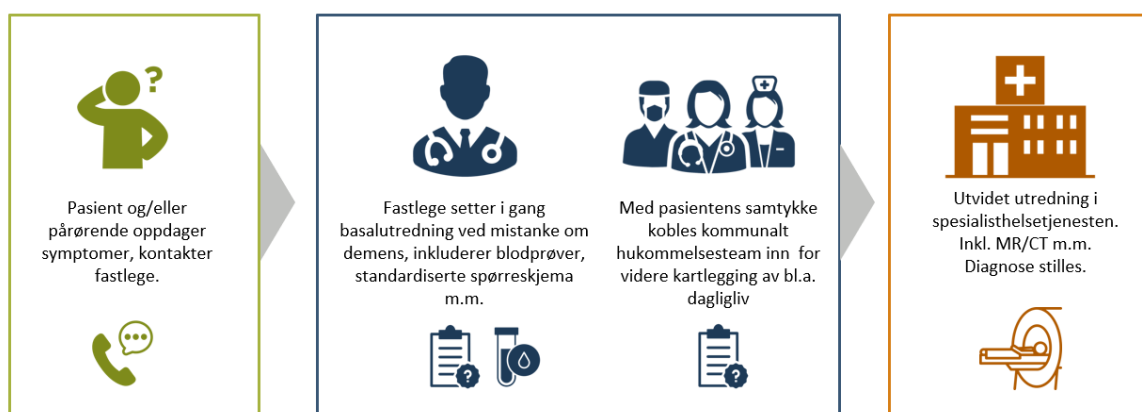 Pasient og/eller
pårørende oppdager
symptomer, kontakter
fastlege.
Fastlege setter i gang
basalutredning ved mistanke om
demens, inkluderer blodprøver,
standardiserte spørreskjema
m.m.
Med pasientens samtykke
kobles kommunalt
hukommelsesteam inn for
videre kartlegging av bl.a.
dagligliv
Utvidet utredning i
spesialisthelsetjenesten.
Inkl. MR/CT m.m.
Diagnose stilles.